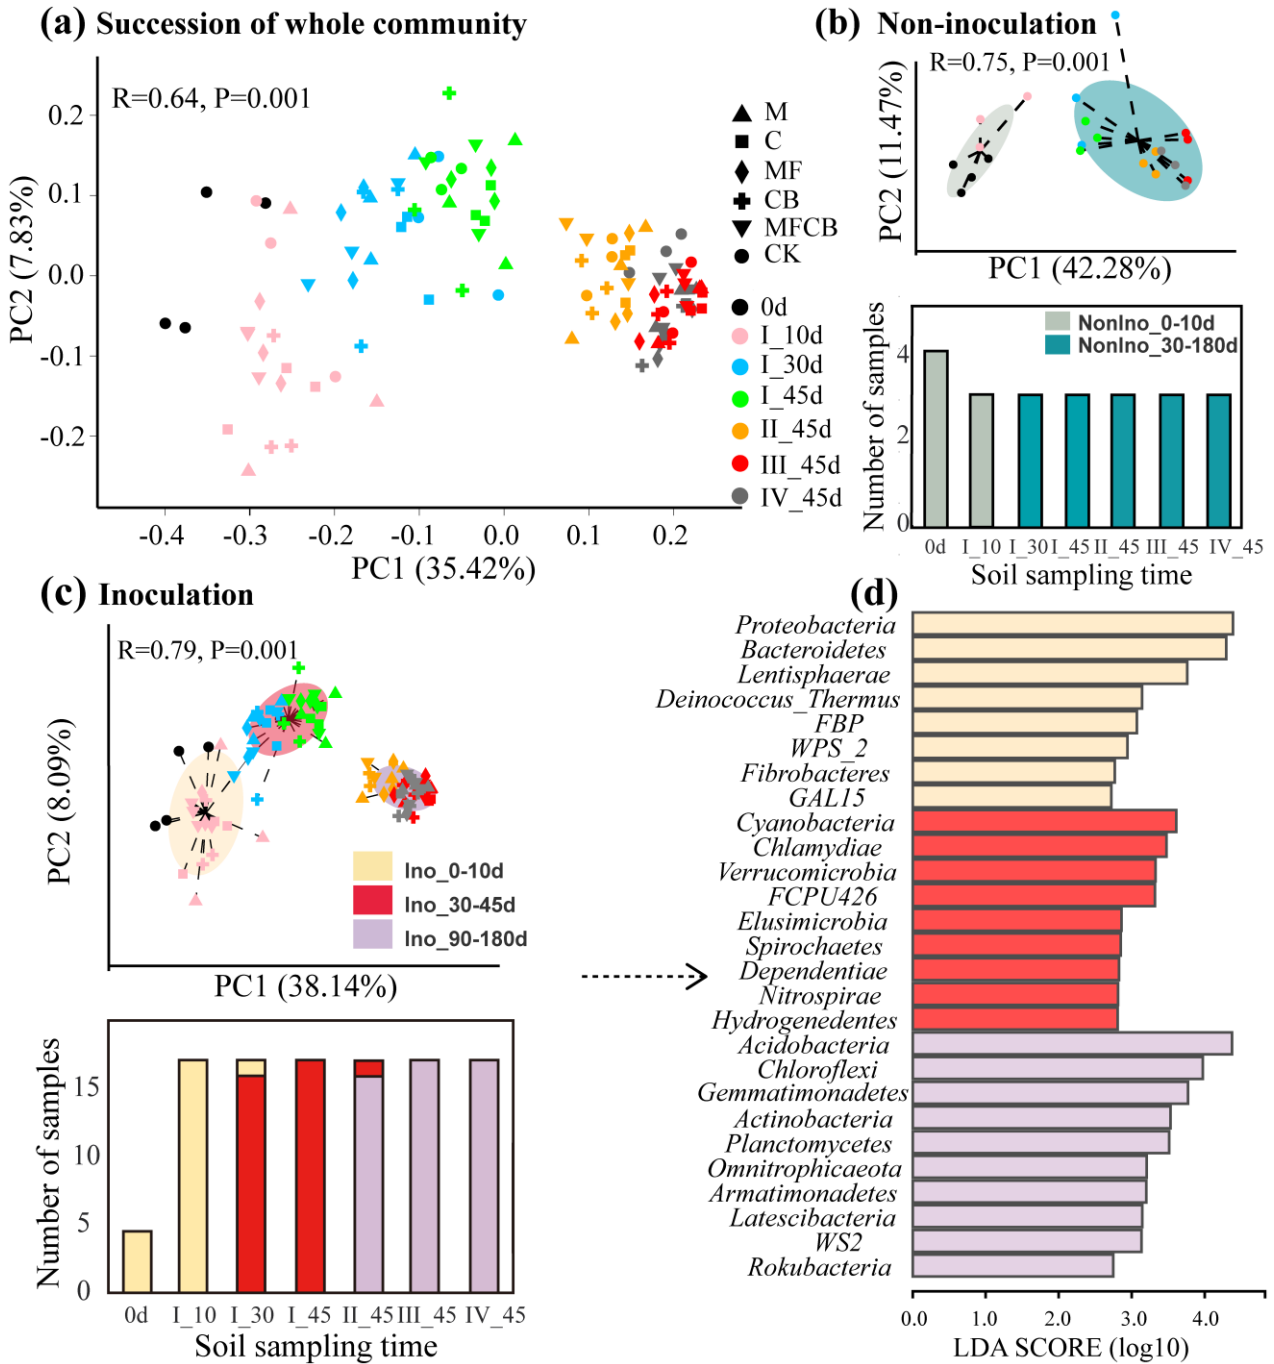 (a) Succession of whole community
R=0.64, P=0.001
PC2 (7.83%)
0.2
0.1
0.0
-0.1
-0.2
-0.4
-0.3
-0.2
-0.1
0.0
0.1
0.2
PC1 (35.42%)
M
C
MF
CB
MFCB
CK
0d
I_10d
I_30d
I_45d
II_45d
III_45d
IV_45d
(b) Non-inoculation
R=0.75, P=0.001
PC2 (11.47%)
PC1 (42.28%)
NonIno_0-10d
NonIno_30-180d
Number of samples
4
2
0
0d
I_10
I_30
I_45
II_45
III_45
IV_45
Soil sampling time
(c) Inoculation
R=0.79, P=0.001
PC2 (8.09%)
Ino_0-10d
Ino_30-45d
Ino_90-180d
PC1 (38.14%)
Number of samples
15
10
5
0
0d
I_10
I_30
I_45
II_45
III_45
IV_45
Soil sampling time
(d)
Proteobacteria
Bacteroidetes
Lentisphaerae
Deinococcus_Thermus
FBP
WPS_2
Fibrobacteres
GAL15
Cyanobacteria
Chlamydiae
Verrucomicrobia
FCPU426
Elusimicrobia
Spirochaetes
Dependentiae
Nitrospirae
Hydrogenedentes
Acidobacteria
Chloroflexi
Gemmatimonadetes
Actinobacteria
Planctomycetes
Omnitrophicaeota
Armatimonadetes
Latescibacteria
WS2
Rokubacteria
0.0
1.0
2.0
3.0
4.0
LDA SCORE (log10)